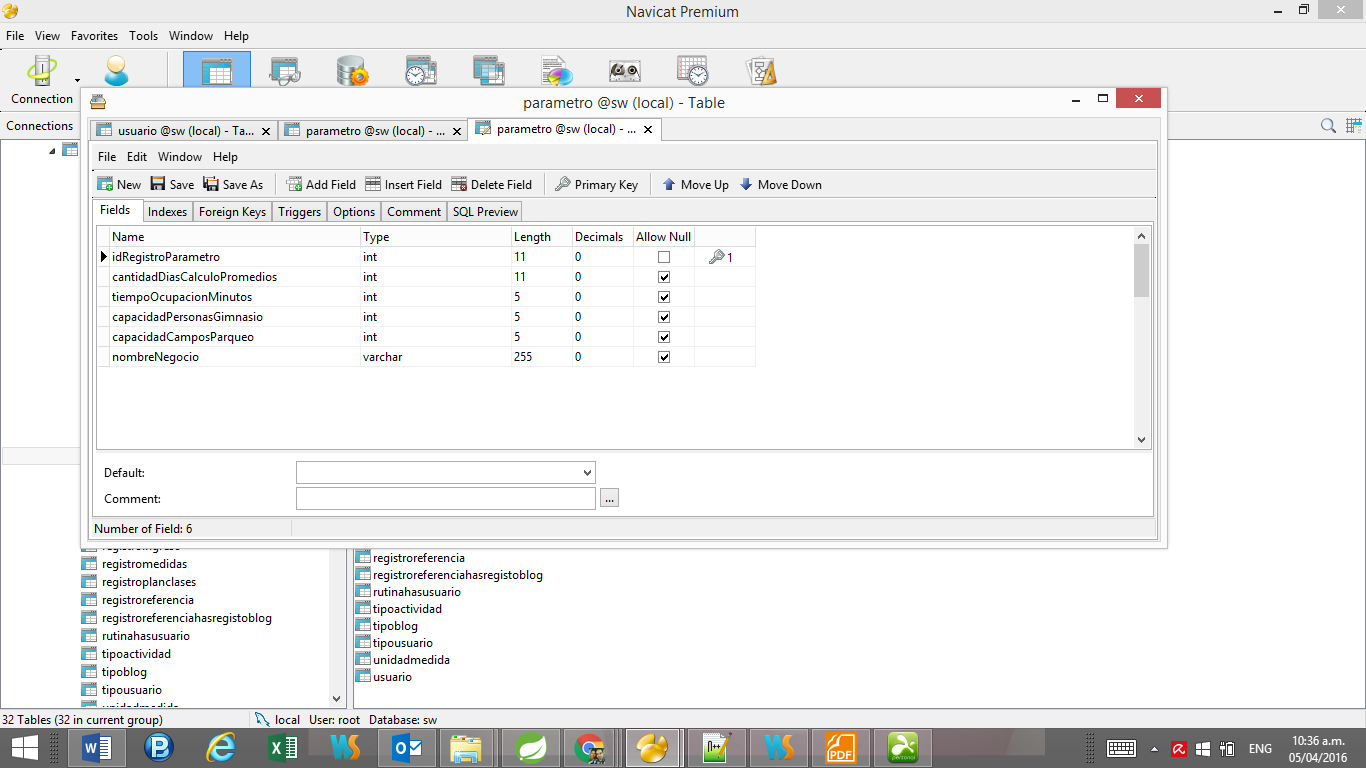 Navicat Premium
File View Favorites Tools Window Help
Connection
Connections
parametro @sw (local) - Table
usuario @sw (local) - Ta... parametro @sw (local) - ... parametro @sw (local) - ...
File Edit Window Help
New Save Save As Add Field Insert Field Delete Field Primary Key Move Up Move Down
Fields Indexes Foreign Keys Triggers Options Comment SQL Preview
Name Type Length Decimals Allow Null
idRegistroParametro int 11 0 1
cantidadDiasCalculoPromedios int 11 0
tiempoOcupacionMinutos int 5 0
capacidadPersonasGimnasio int 5 0
capacidadCamposParqueo int 5 0
nombreNegocio varchar 255 0
Default:
Comment: ...
Number of Field: 6
registromedidas
registroplanclases
registroreferencia
registroreferenciahasregistoblog
rutinahasusuario
tipoactividad
tipoblog
tipousuario
registroreferencia
registroreferenciahasregistoblog
rutinahasusuario
tipoactividad
tipoblog
tipousuario
unidadmedida
usuario
32 Tables (32 in current group) local User: root Database: sw
ENG 10:36 a.m.
05/04/2016